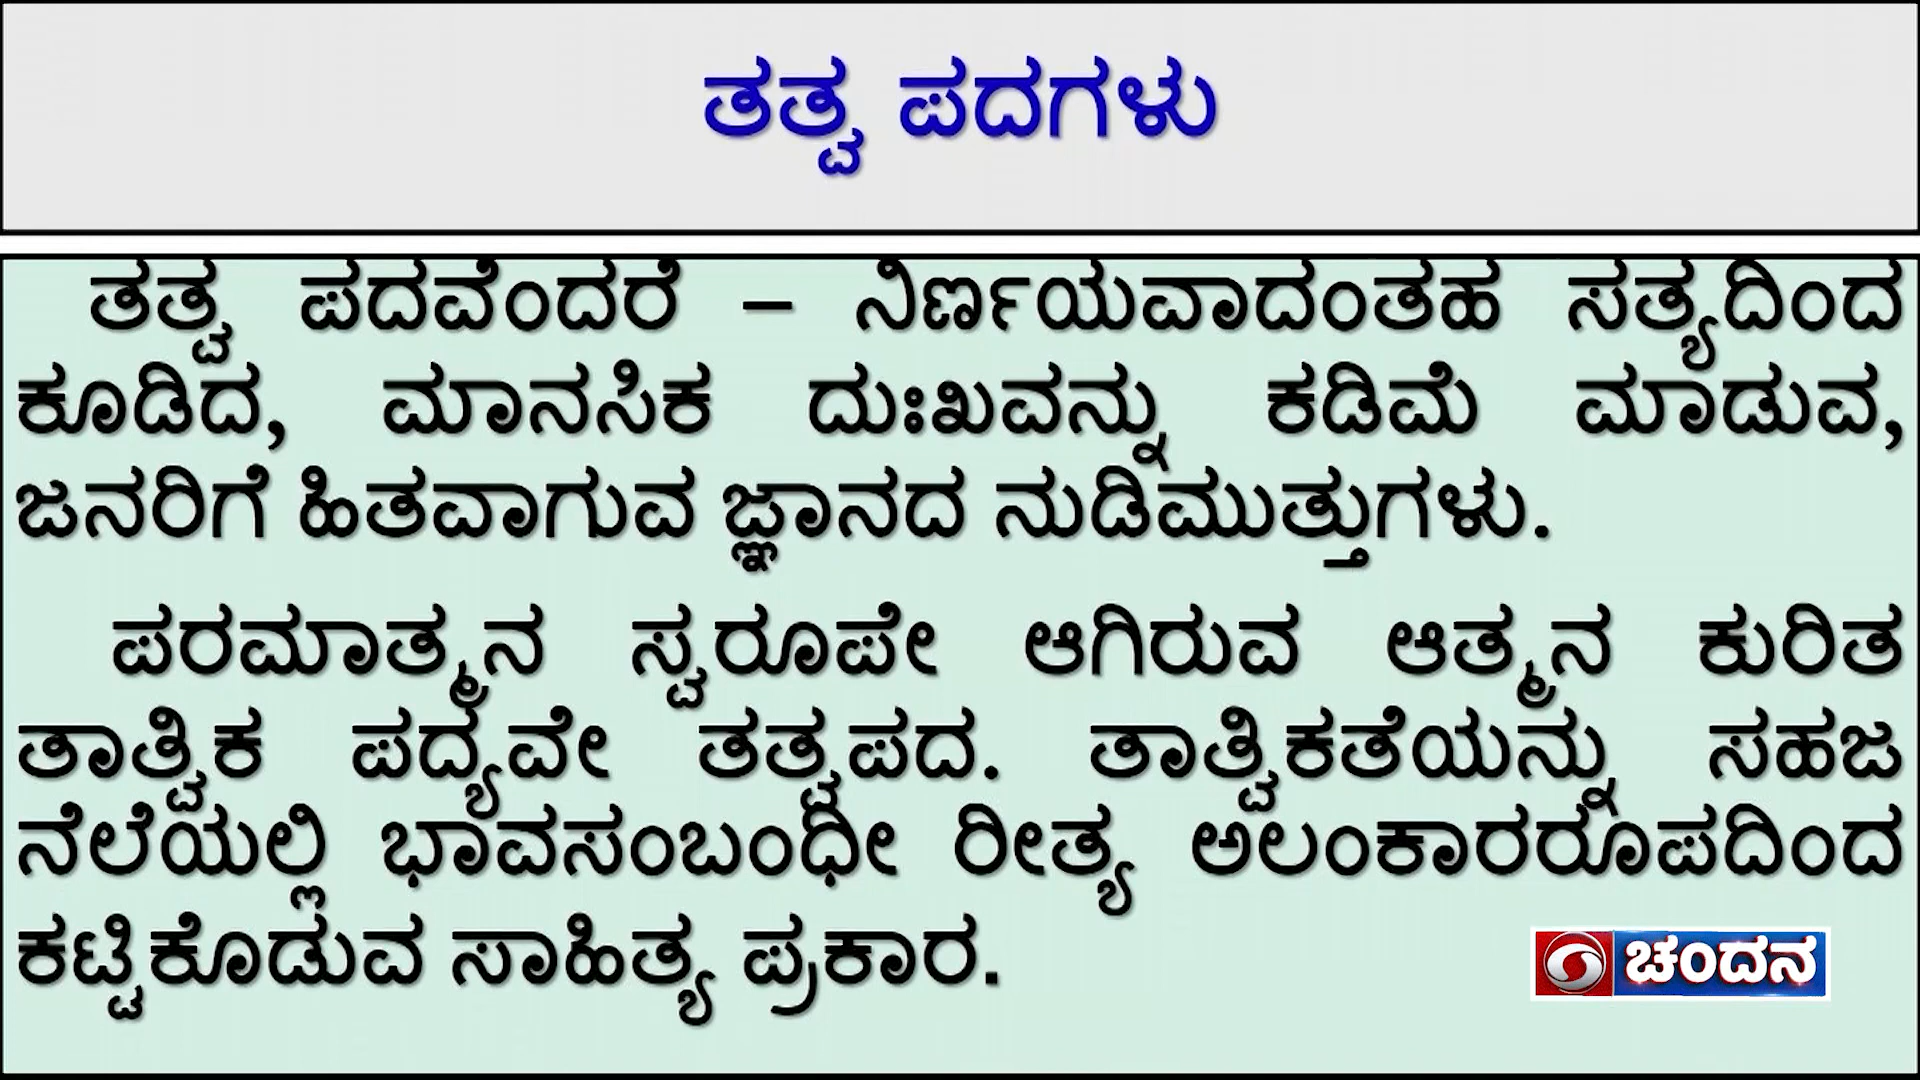 ತತ್ವ ಪದಗಳು
ತತ್ವ ಪದವೆಂದರೆ – ನಿರ್ಣಯವಾದಂತಹ ಸತ್ಯದಿಂದ
ಕೂಡಿದ, ಮಾನಸಿಕ ದುಃಖವನ್ನು ಕಡಿಮೆ ಮಾಡುವ,
ಜನರಿಗೆ ಹಿತವಾಗುವ ಜ್ಞಾನದ ನುಡಿಮುತ್ತುಗಳು.
ಪರಮಾತ್ಮನ ಸ್ವರೂಪೇ ಆಗಿರುವ ಆತ್ಮನ ಕುರಿತ
ತಾತ್ವಿಕ ಪದ್ಯವೇ ತತ್ವಪದ. ತಾತ್ವಿಕತೆಯನ್ನು ಸಹಜ
ನೆಲೆಯಲ್ಲಿ ಭಾವಸಂಬಂಧೀ ರೀತ್ಯ ಅಲಂಕಾರರೂಪದಿಂದ
ಕಟ್ಟಿಕೊಡುವ ಸಾಹಿತ್ಯ ಪ್ರಕಾರ.
ಚಂದನ